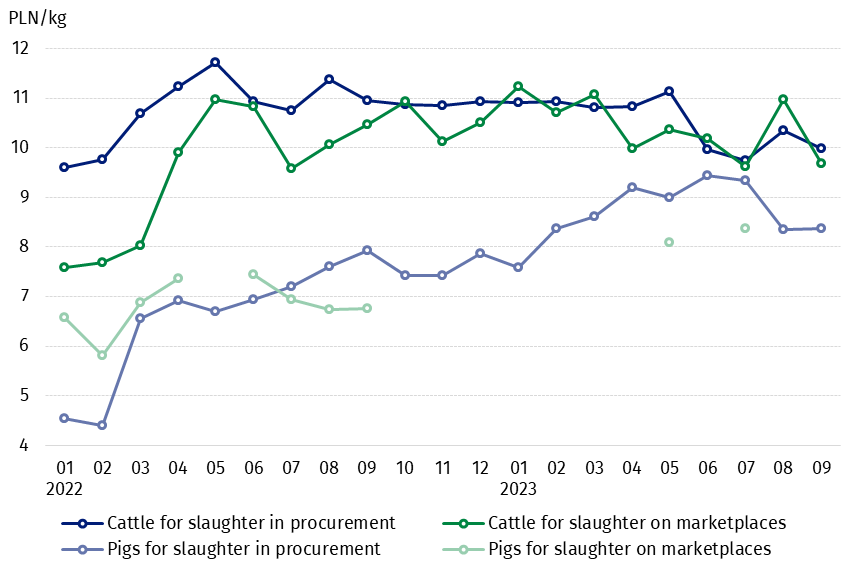 PLN/kg
12
11
10
9
8
7
6
5
4
01 02 03 04 05 06 07 08 09 10 11 12 01 02 03 04 05 06 07 08 09
2022 2023
Cattle for slaughter in procurement Cattle for slaughter on marketplaces
Pigs for slaughter in procurement Pigs for slaughter on marketplaces